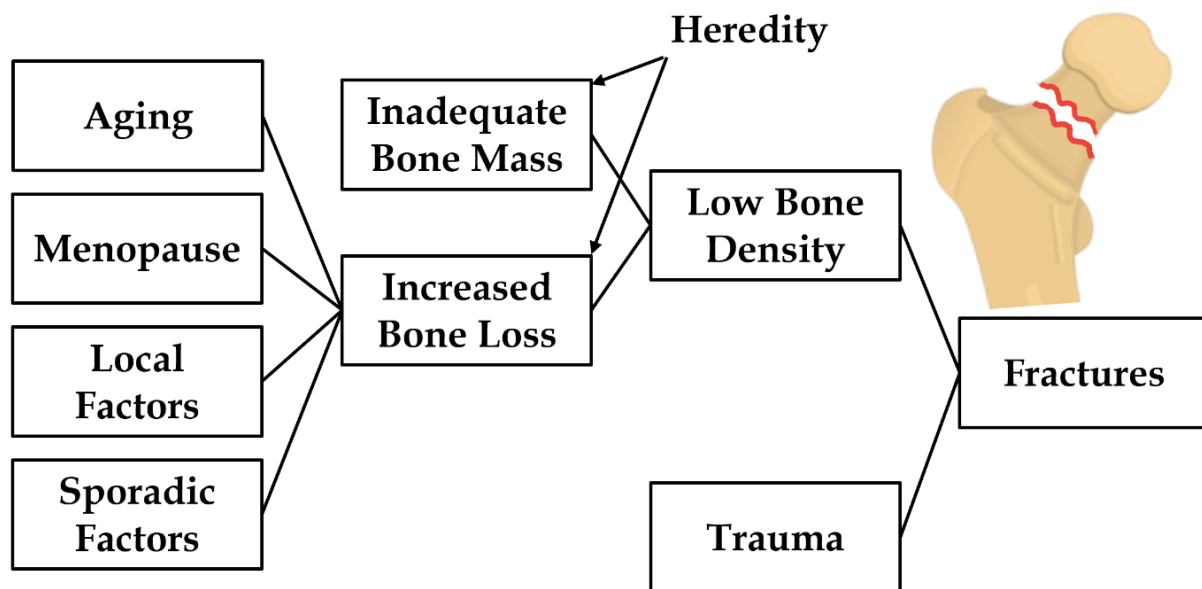 Heredity
Aging
Inadequate
Bone Mass
Menopause
Increased
Bone Loss
Low Bone
Density
Local
Factors
Fractures
Sporadic
Factors
Trauma